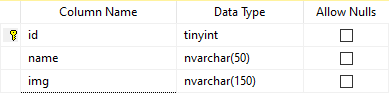 Column Name Data Type Allow Nulls
id tinyint
name nvarchar(50)
img nvarchar(150)